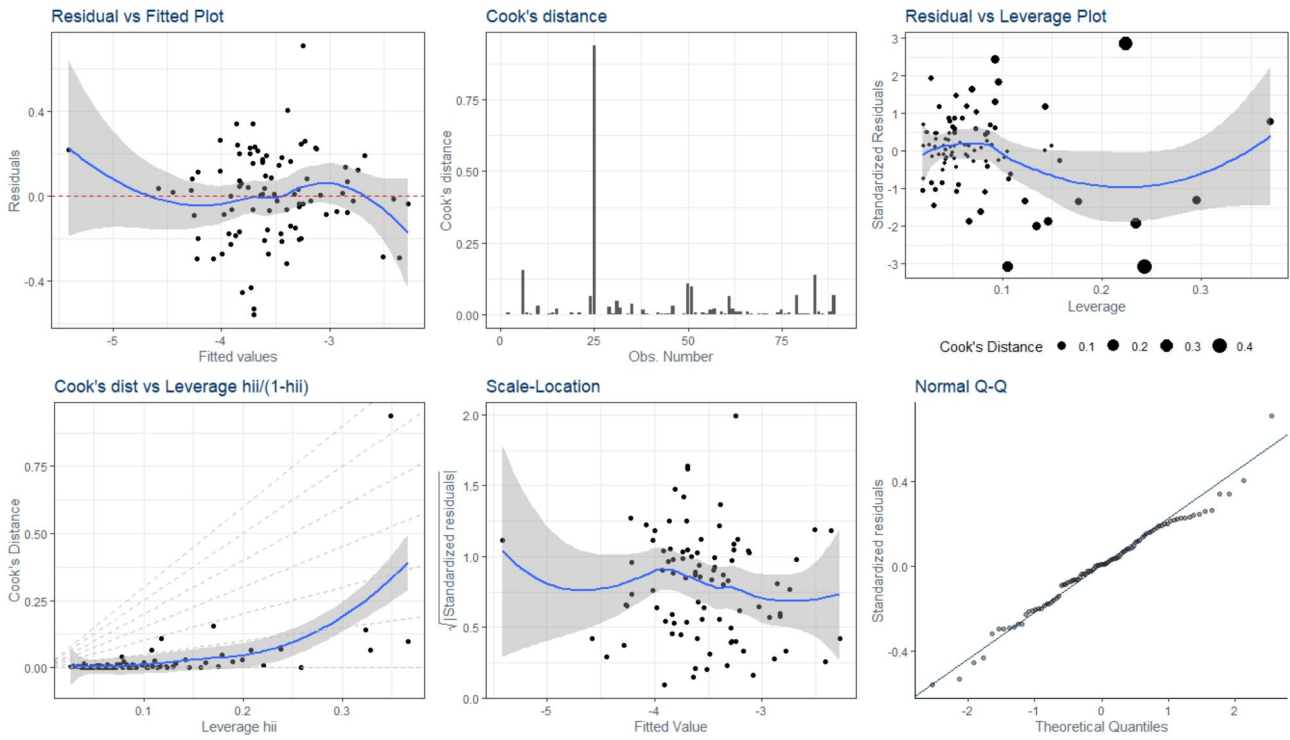 Residual vs Fitted Plot
Residuals
0.4
0.0
-0.4
-5
-4
-3
Fitted values
Cook's distance
Cook's distance
0.75
0.50
0.25
0.00
0
25
50
75
Obs. Number
Residual vs Leverage Plot
Standardized Residuals
3
2
1
0
-1
-2
-3
0.1
0.2
0.3
Leverage
Cook's Distance 0.1 0.2 0.3 0.4
Cook's dist vs Leverage hii/(1-hii)
Cook's Distance
0.75
0.50
0.25
0.00
0.1
0.2
0.3
Leverage hii
Scale-Location
√|Standardized residuals|
2.0
1.5
1.0
0.5
0.0
-5
-4
-3
Fitted Value
Normal Q-Q
Standardized residuals
0.4
0.0
-0.4
-2
-1
0
1
2
Theoretical Quantiles